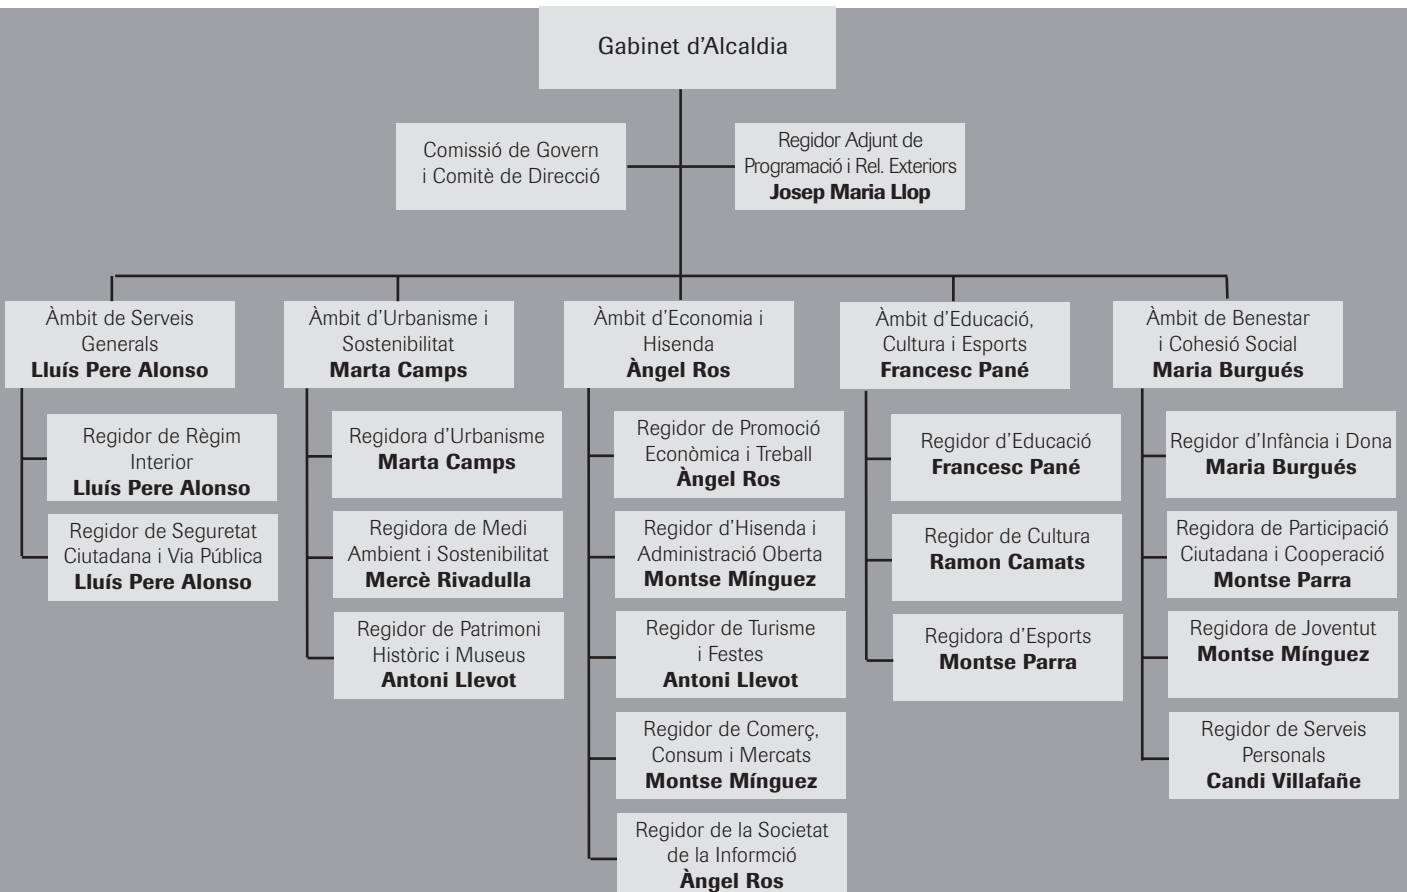 Gabinet d'Alcaldia
Comissió de Govern
i Comitè de Direcció
Regidor Adjunt de
Programació i Rel. Exteriors
Josep Maria Llop
Àmbit de Serveis
Generals
Lluís Pere Alonso
Regidor de Règim
Interior
Lluís Pere Alonso
Regidor de Seguretat
Ciutadana i Via Pública
Lluís Pere Alonso
Àmbit d'Urbanisme i
Sostenibilitat
Marta Camps
Regidora d'Urbanisme
Marta Camps
Regidora de Medi
Ambient i Sostenibilitat
Mercè Rivadulla
Regidor de Patrimoni
Històric i Museus
Antoni Llevot
Àmbit d'Economia i
Hisenda
Àngel Ros
Regidor de Promoció
Econòmica i Treball
Àngel Ros
Regidor d'Hisenda i
Administració Oberta
Montse Mínguez
Regidor de Turisme
i Festes
Antoni Llevot
Regidor de Comerç,
Consum i Mercats
Montse Mínguez
Regidor de la Societat
de la Informció
Àngel Ros
Àmbit d'Educació,
Cultura i Esports
Francesc Pané
Regidor d'Educació
Francesc Pané
Regidor de Cultura
Ramon Camats
Regidora d'Esports
Montse Parra
Àmbit de Benestar
i Cohesió Social
Maria Burgués
Regidor d'Infància i Dona
Maria Burgués
Regidora de Participació
Ciutadana i Cooperació
Montse Parra
Regidora de Joventut
Montse Mínguez
Regidor de Serveis
Personals
Candi Villafañe